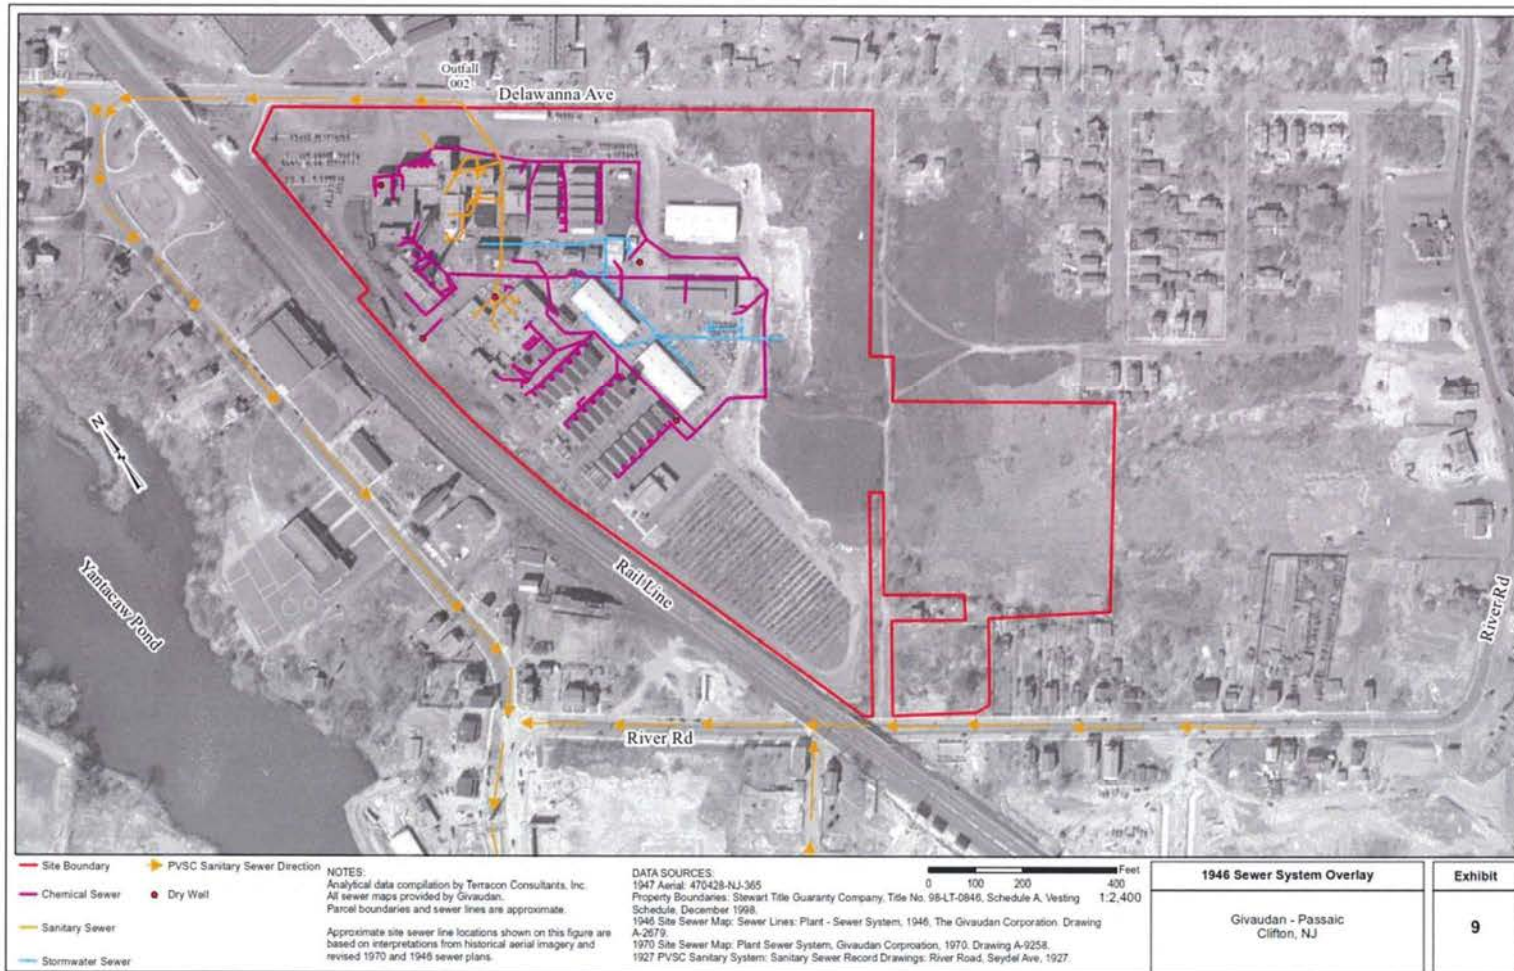 Outfall
002
Delawanna Ave
N
Yantacaw Pond
Rail Line
River Rd
River Rd
Site Boundary
Chemical Sewer
Sanitary Sewer
Stormwater Sewer
PVSC Sanitary Sewer Direction
Dry Well
NOTES:
Analytical data compilation by Terracon Consultants, Inc.
All sewer maps provided by Givaudan.
Parcel boundaries and sewer lines are approximate.
Approximate site sewer line locations shown on this figure are
based on interpretations from historical aerial imagery and
revised 1970 and 1946 sewer plans.
DATA SOURCES:
1947 Aerial: 470428-NJ-365
Property Boundaries: Stewart Title Guaranty Company, Title No. 98-LT-0846, Schedule A, Vesting
Schedule, December 1998.
1946 Site Sewer Map: Sewer Lines: Plant - Sewer System, 1946, The Givaudan Corporation. Drawing
A-2679.
1970 Site Sewer Map: Plant Sewer System, Givaudan Corproation, 1970. Drawing A-9258.
1927 PVSC Sanitary System: Sanitary Sewer Record Drawings: River Road, Seydel Ave, 1927.
Feet
0 100 200 400
1:2,400
1946 Sewer System Overlay
Givaudan - Passaic
Clifton, NJ
Exhibit
9